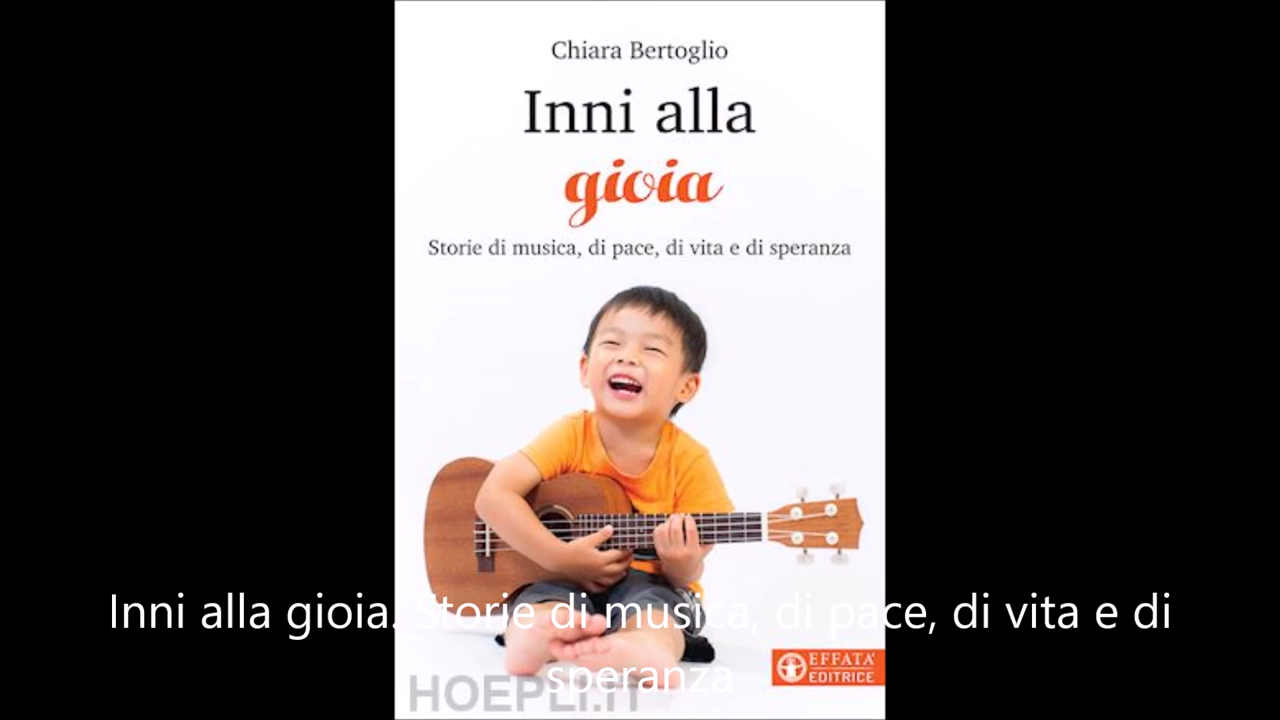 Chiara Bertoglio
Inni alla
gioia
Storie di musica, di pace, di vita e di speranza
Inni alla gioia. Storie di musica, di pace, di vita e di
speranza
EFFATA'
EDITRICE
HOEPLI.IT